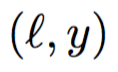 (ℓ, y)